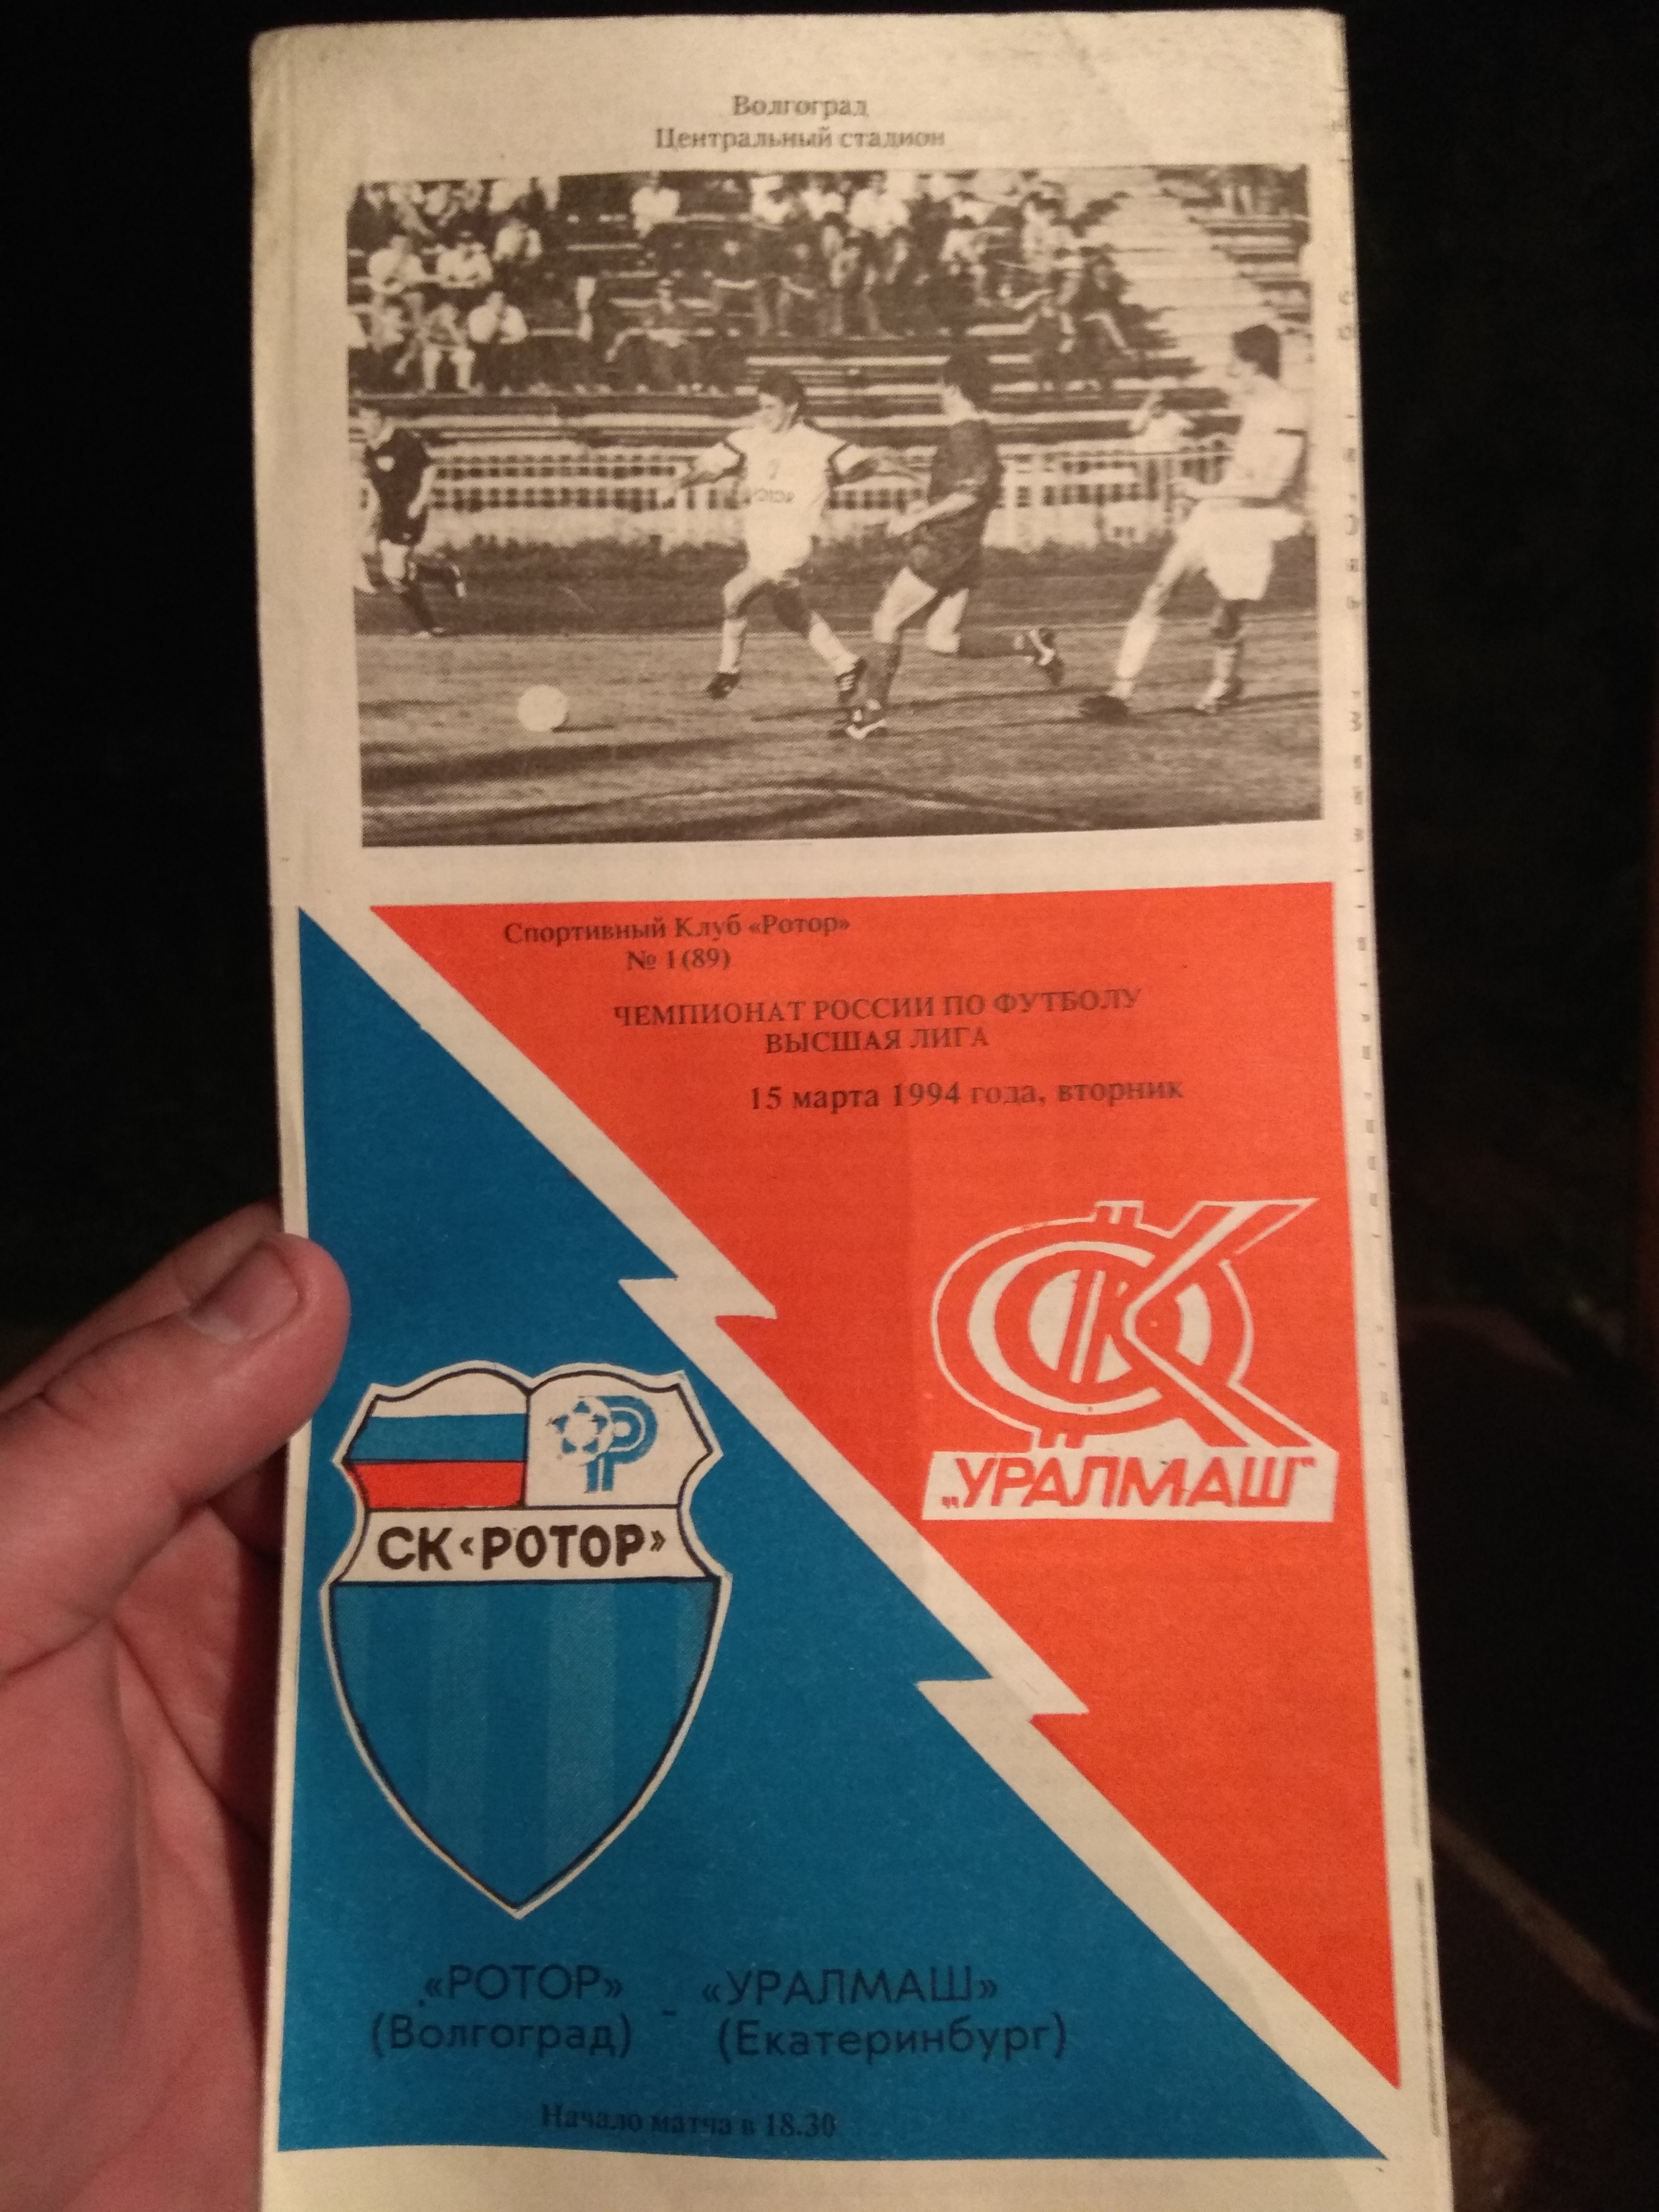 Волгоград
Центральный стадион
Спортивный Клуб «Ротор»
№ 1(89)
ЧЕМПИОНАТ РОССИИ ПО ФУТБОЛУ
ВЫСШАЯ ЛИГА
15 марта 1994 года, вторник
СК
„УРАЛМАШ"
Р
СК «РОТОР»
«РОТОР» - «УРАЛМАШ»
(Волгоград) (Екатеринбург)
Начало матча в 18.30